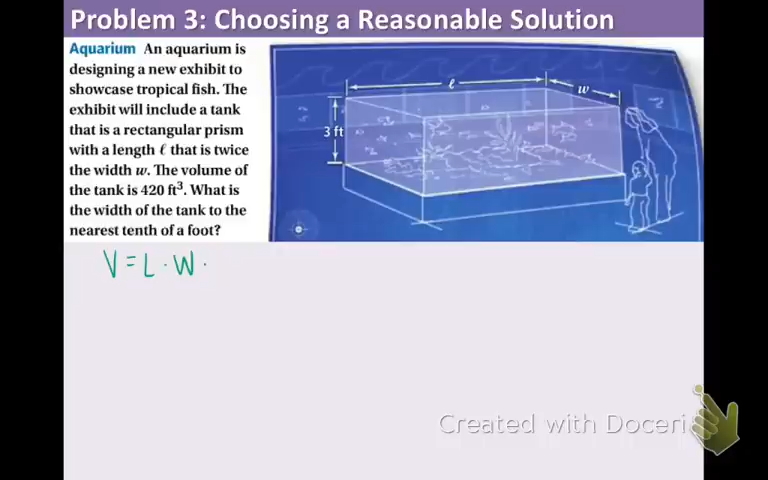 Problem 3: Choosing a Reasonable Solution
Aquarium An aquarium is
designing a new exhibit to
showcase tropical fish. The
exhibit will include a tank
that is a rectangular prism
with a length ℓ that is twice
the width w. The volume of
the tank is 420 ft³. What is
the width of the tank to the
nearest tenth of a foot?
ℓ
w
3 ft
V = L · W ·
Created with Doceri